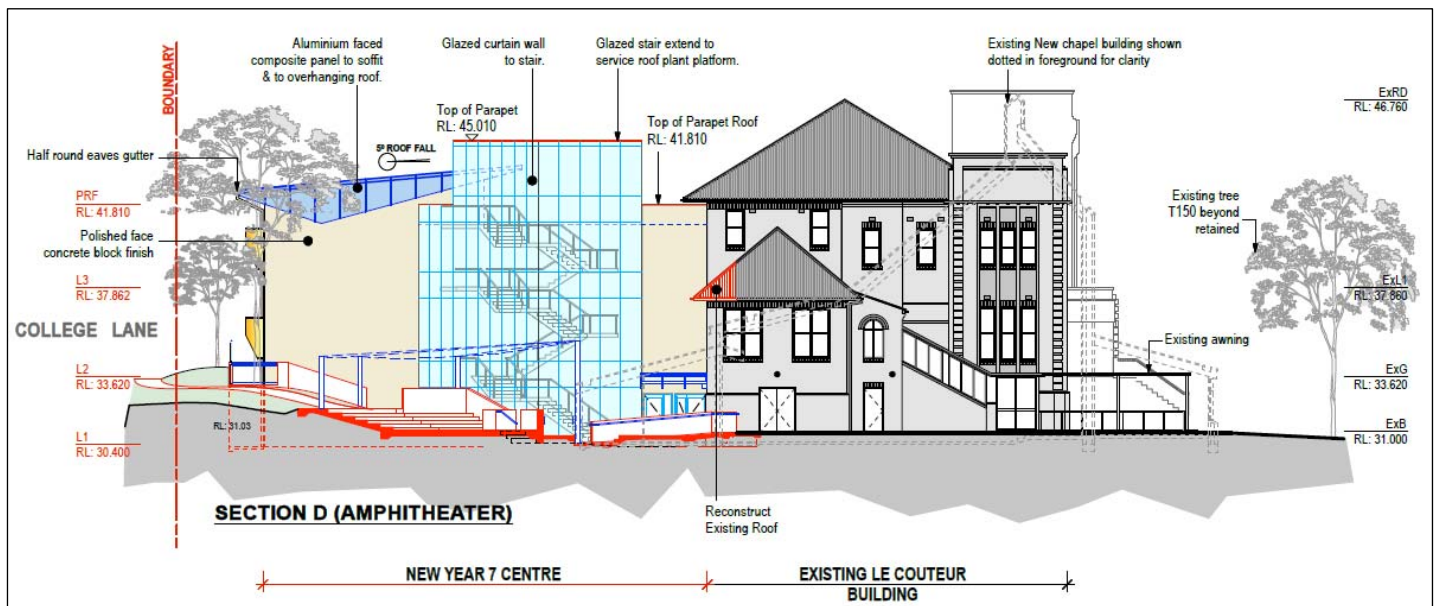 BOUNDARY
Aluminium faced
composite panel to soffit
& to overhanging roof.
Glazed curtain wall
to stair.
Glazed stair extend to
service roof plant platform.
Existing New chapel building shown
dotted in foreground for clarity
ExRD
RL: 46.760
Top of Parapet
RL: 45.010
Top of Parapet Roof
RL: 41.810
5º ROOF FALL
Half round eaves gutter
PRF
RL: 41.810
Polished face
concrete block finish
Existing tree
T150 beyond
retained
L3
RL: 37.862
ExL1
RL: 37.860
COLLEGE LANE
Existing awning
L2
RL: 33.620
ExG
RL: 33.620
RL: 31.03
L1
RL: 30.400
ExB
RL: 31.000
SECTION D (AMPHITHEATER)
Reconstruct
Existing Roof
NEW YEAR 7 CENTRE
EXISTING LE COUTEUR
BUILDING